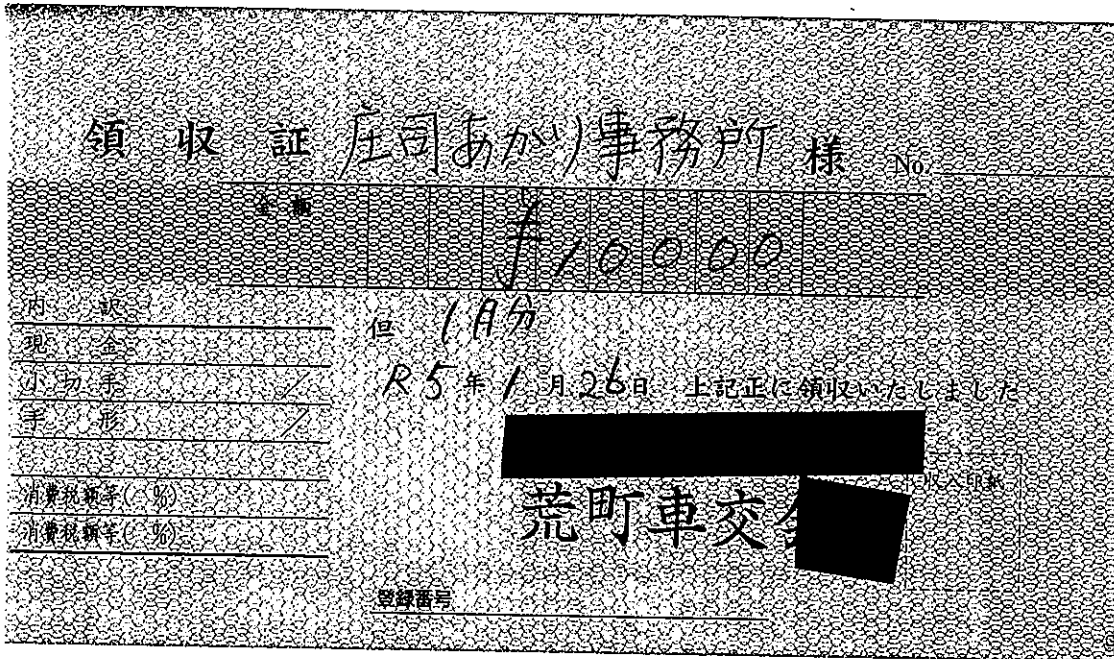 領収証 庄司あかり事務所 様 No.
金額 ¥10000
但 1月分
R5年1月26日 上記正に領収いたしました
内訳
現金
小切手 /
手形 /
消費税額等( %)
消費税額等( %)
荒町車交会
収入印紙
登録番号